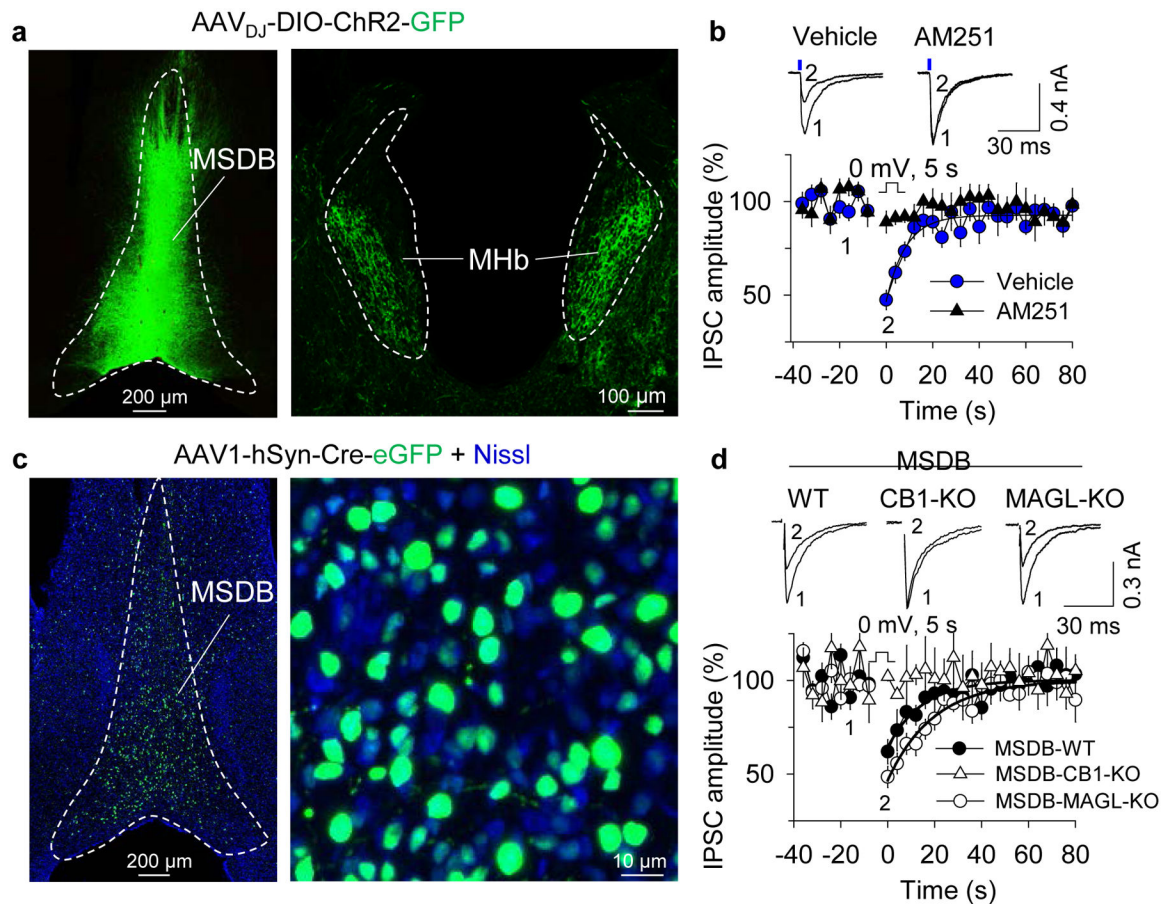 a
AAVDJ-DIO-ChR2-GFP
MSDB
200 µm
MHb
100 µm
b
Vehicle AM251
2 2
1 1
0.4 nA
30 ms
0 mV, 5 s
IPSC amplitude (%)
100
50
1
2
Vehicle
AM251
-40 -20 0 20 40 60 80
Time (s)
c
AAV1-hSyn-Cre-eGFP + Nissl
MSDB
200 µm
10 µm
d
MSDB
WT CB1-KO MAGL-KO
2 2 2
1 1 1
0.3 nA
30 ms
0 mV, 5 s
IPSC amplitude (%)
100
50
1
2
MSDB-WT
MSDB-CB1-KO
MSDB-MAGL-KO
-40 -20 0 20 40 60 80
Time (s)